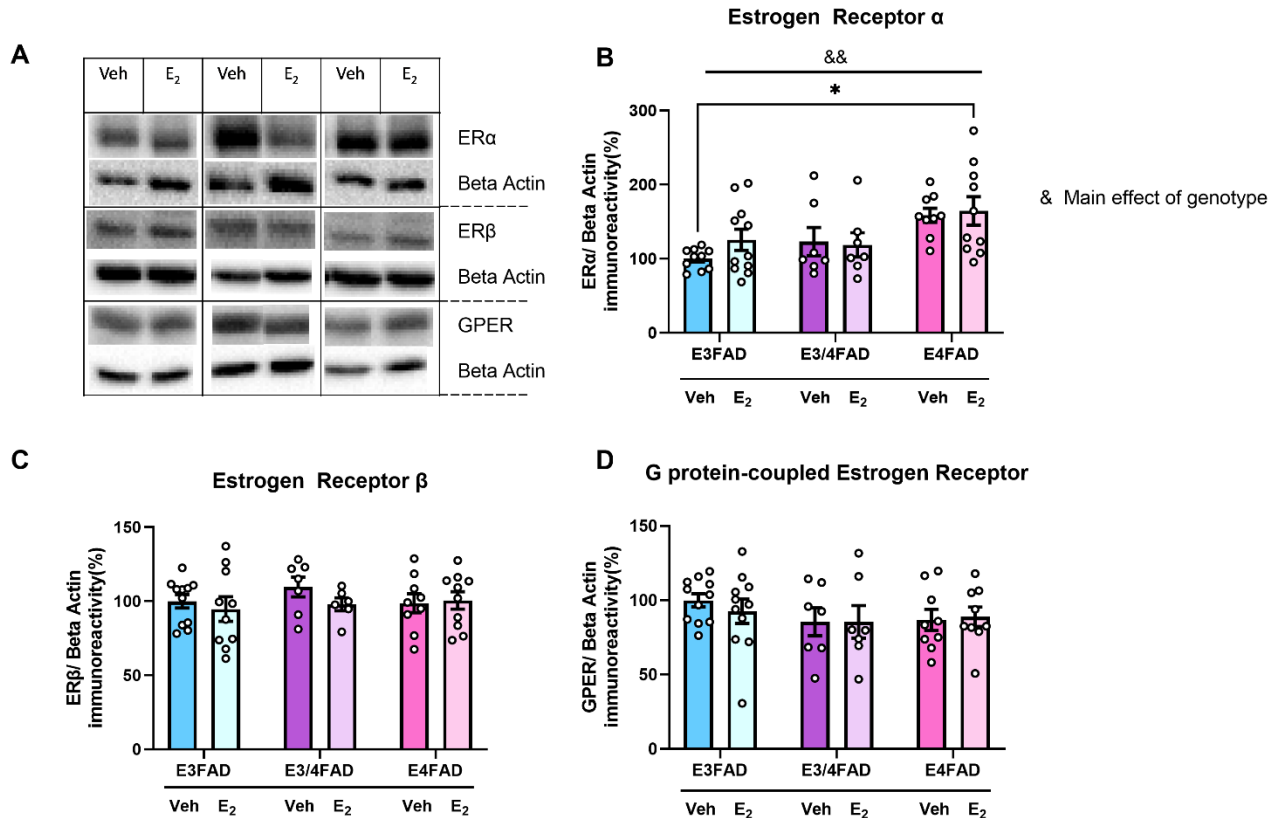 A
Veh E₂ Veh E₂ Veh E₂
ERα
Beta Actin
ERβ
Beta Actin
GPER
Beta Actin
Estrogen Receptor α
B
&&
*
300
200
100
0
ERα/ Beta Actin
immunoreactivity(%)
E3FAD E3/4FAD E4FAD
Veh E₂ Veh E₂ Veh E₂
& Main effect of genotype
C
Estrogen Receptor β
150
100
50
0
ERβ/ Beta Actin
immunoreactivity(%)
E3FAD E3/4FAD E4FAD
Veh E₂ Veh E₂ Veh E₂
D
G protein-coupled Estrogen Receptor
150
100
50
0
GPER/ Beta Actin
immunoreactivity(%)
E3FAD E3/4FAD E4FAD
Veh E₂ Veh E₂ Veh E₂